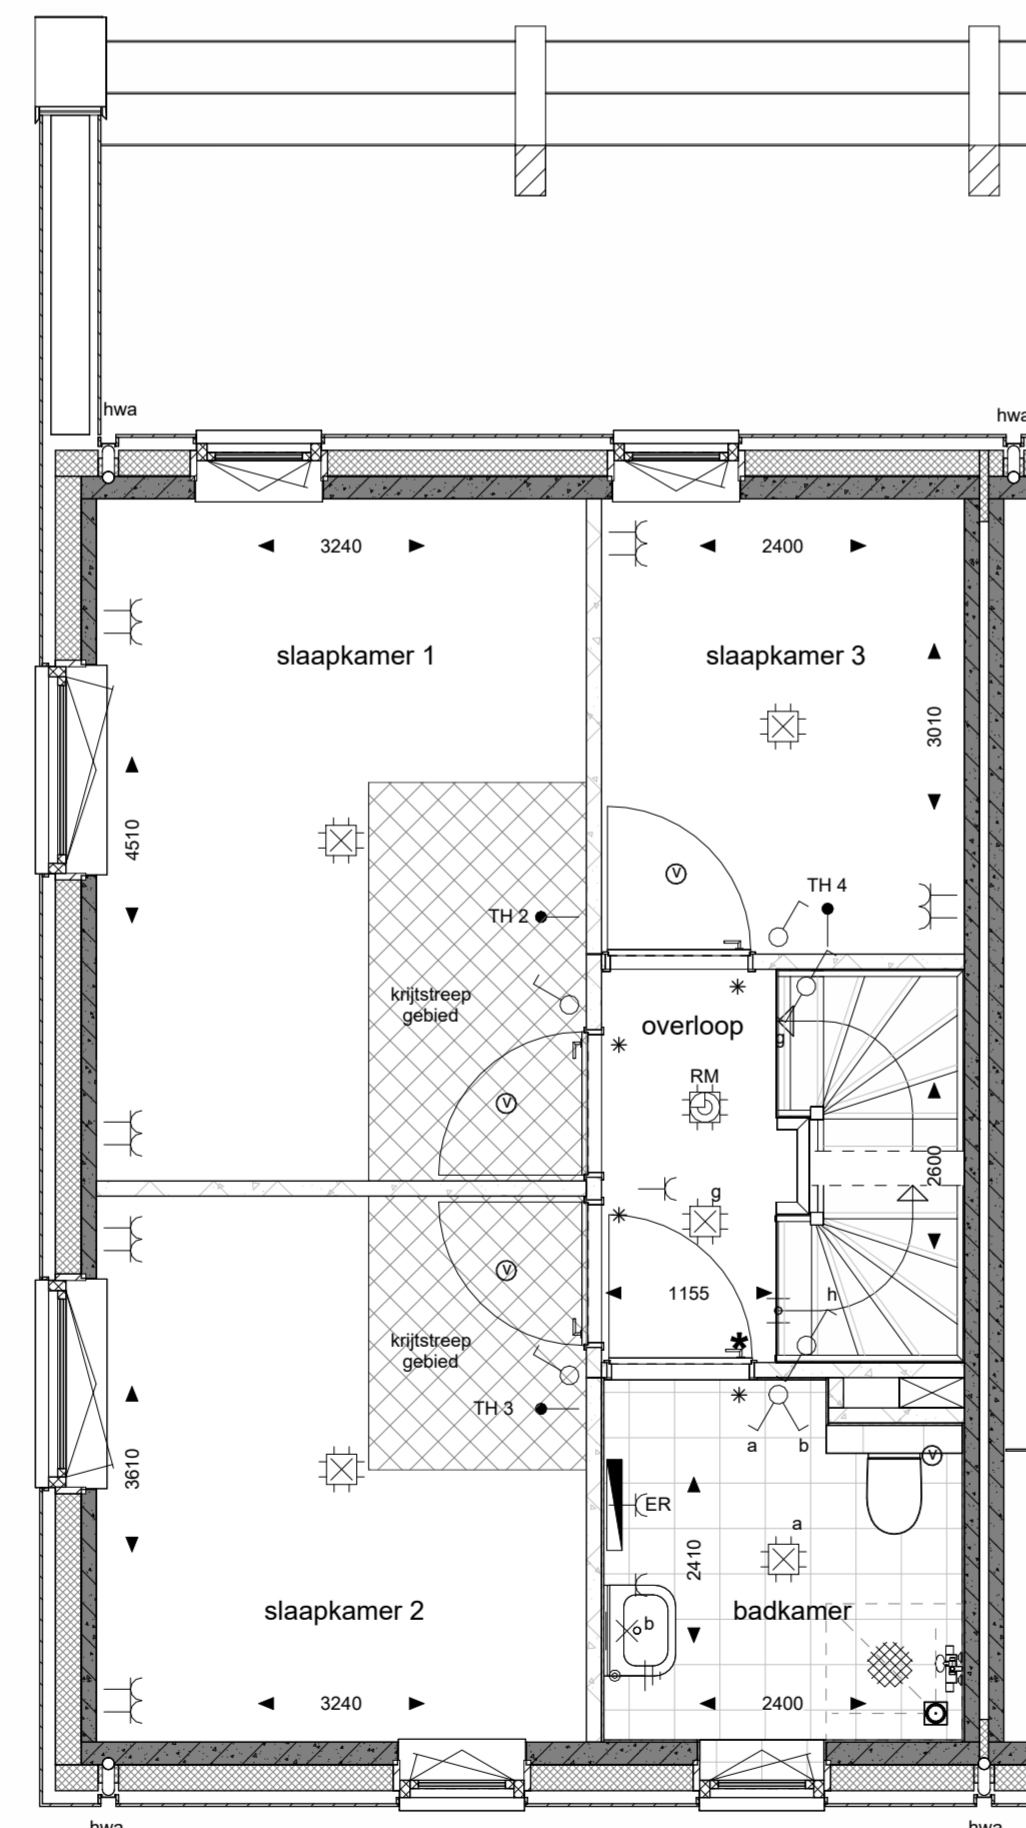 hwa
hwa
3240
2400
slaapkamer 1
slaapkamer 3
3010
4510
V
TH 4
TH 2
krijtstreep
gebied
overloop
g
RM
V
2600
g
V
1155
h
krijtstreep
gebied
TH 3
a
b
V
3610
ER
a
2410
slaapkamer 2
b
badkamer
3240
2400
hwa
hwa